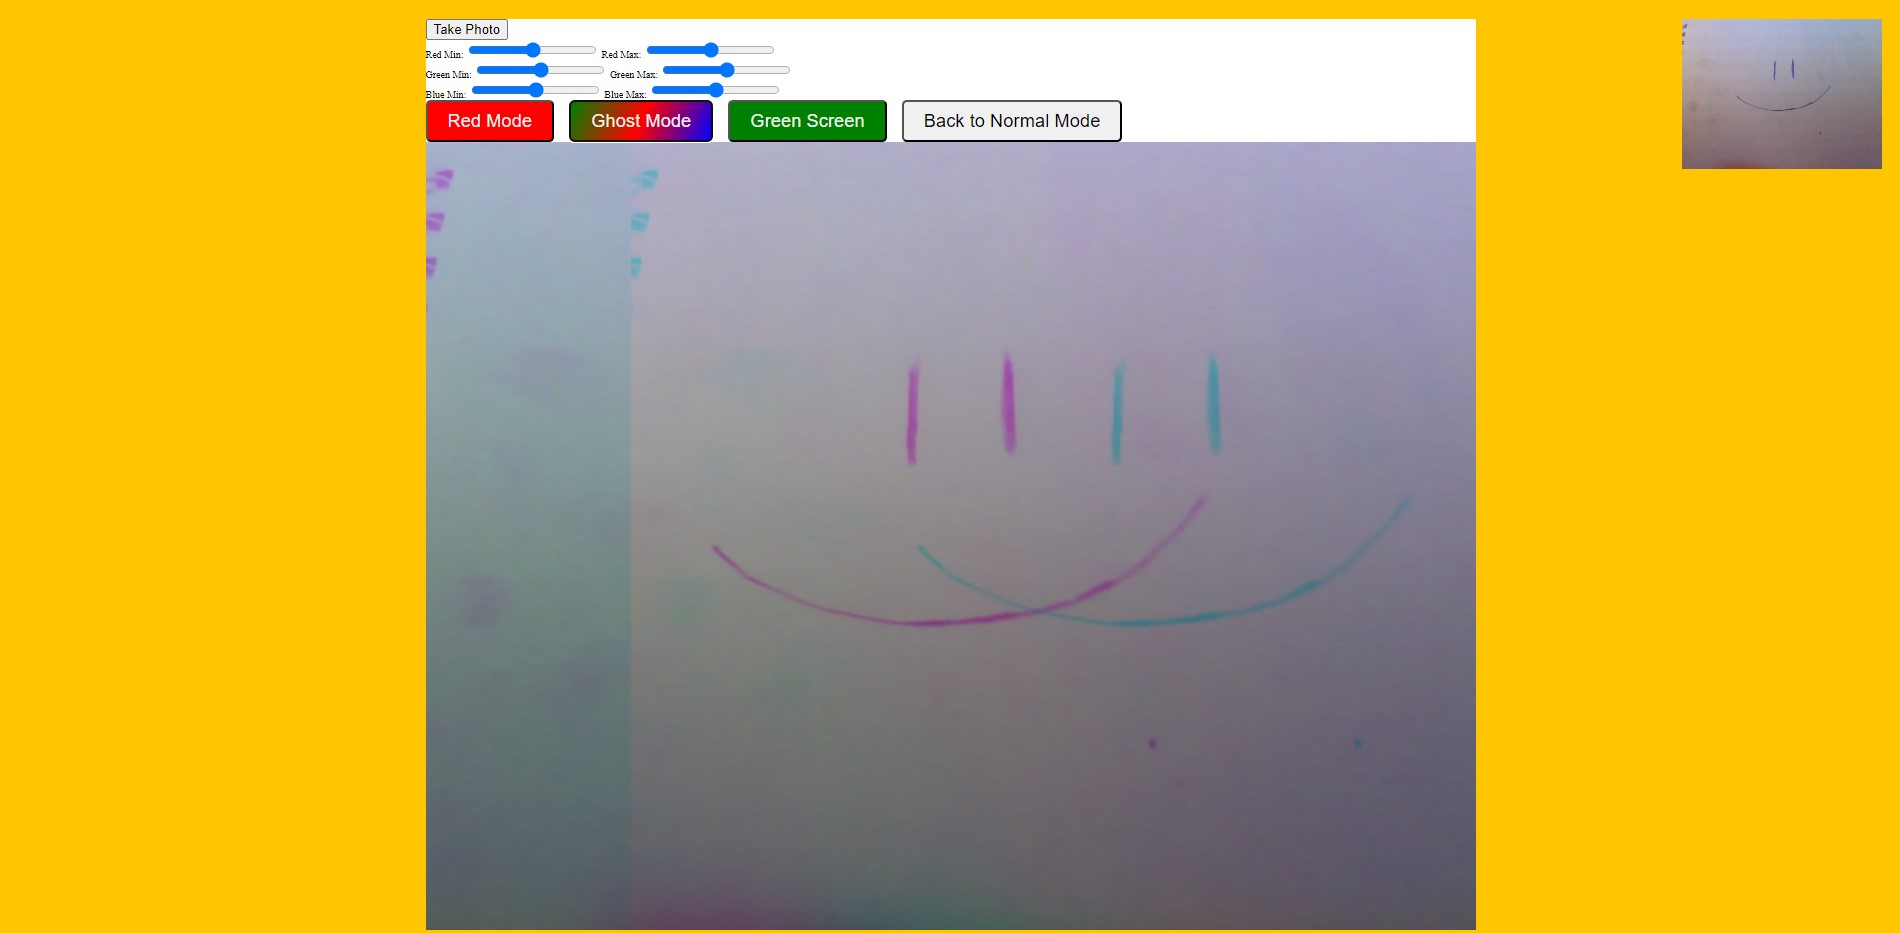 Take Photo
Red Min: Red Max:
Green Min: Green Max:
Blue Min: Blue Max:
Red Mode Ghost Mode Green Screen Back to Normal Mode